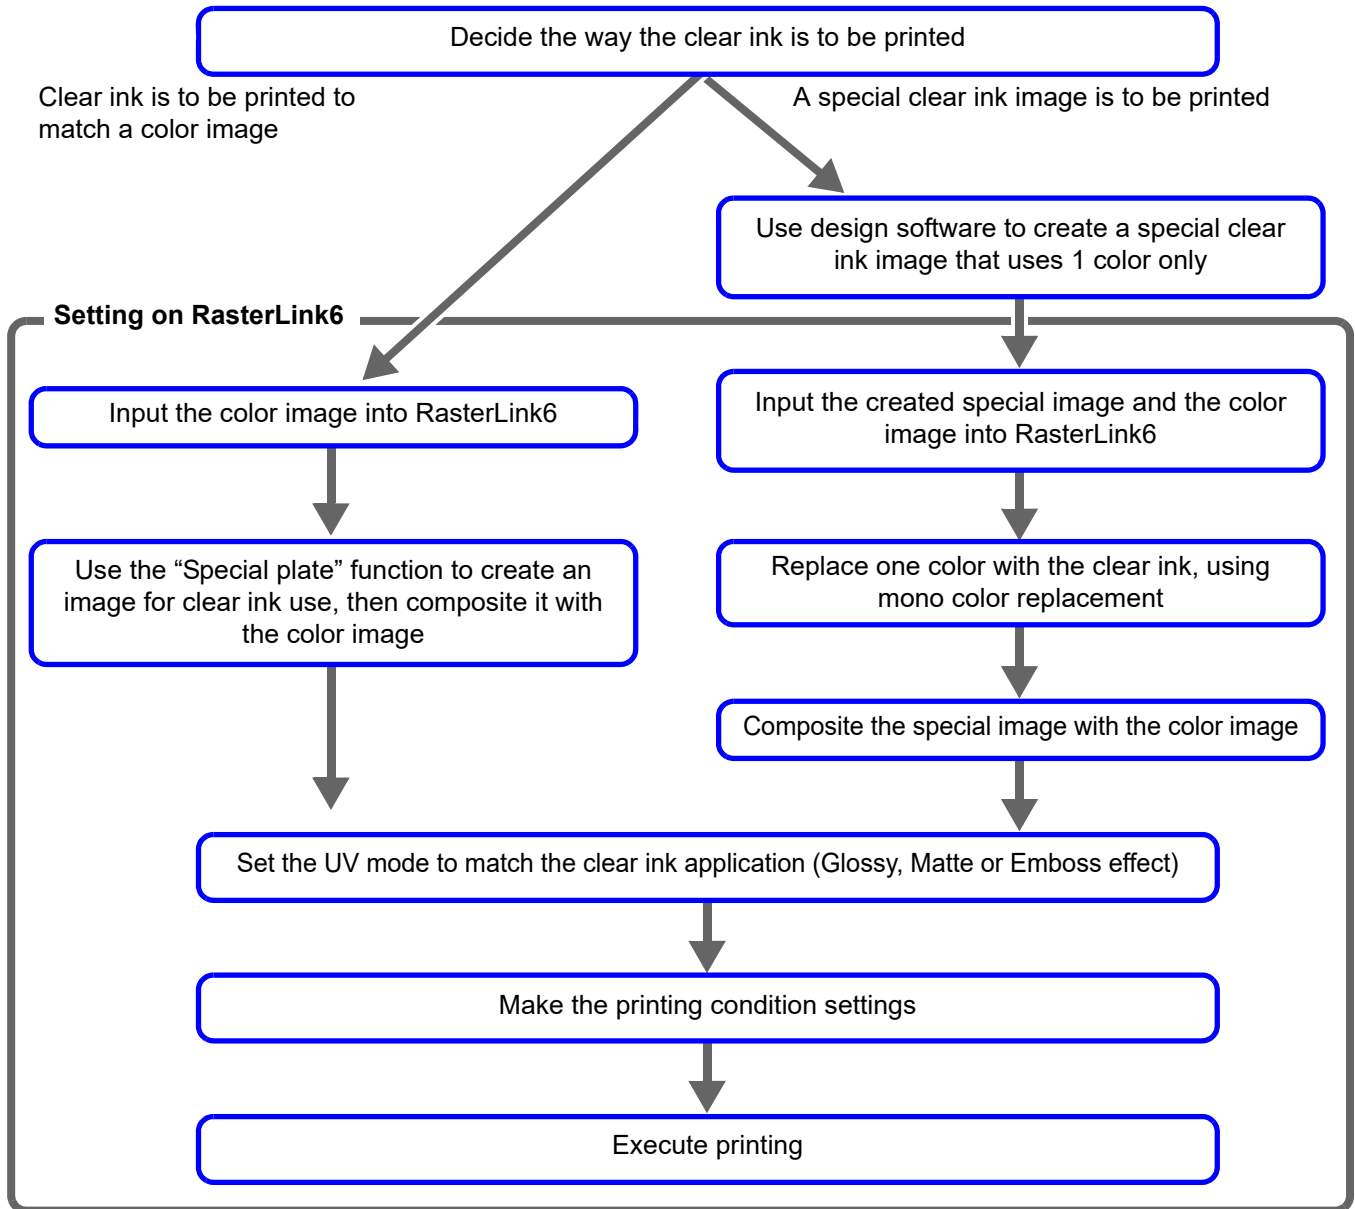 Decide the way the clear ink is to be printed
Clear ink is to be printed to
match a color image
A special clear ink image is to be printed
Use design software to create a special clear
ink image that uses 1 color only
Setting on RasterLink6
Input the color image into RasterLink6
Use the “Special plate” function to create an
image for clear ink use, then composite it with
the color image
Input the created special image and the color
image into RasterLink6
Replace one color with the clear ink, using
mono color replacement
Composite the special image with the color image
Set the UV mode to match the clear ink application (Glossy, Matte or Emboss effect)
Make the printing condition settings
Execute printing